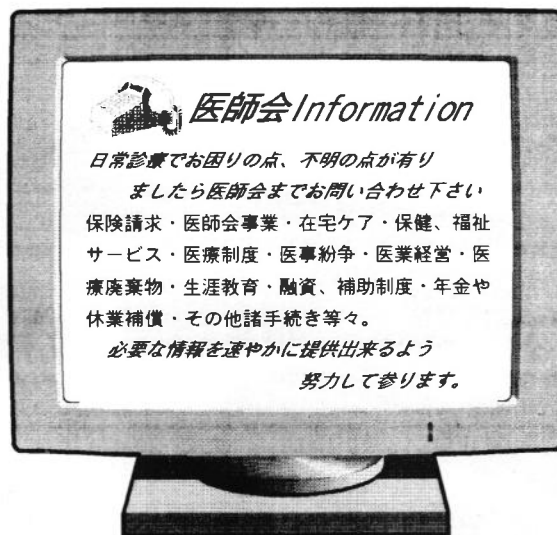 医師会Information
日常診療でお困りの点、不明の点が有り
ましたら医師会までお問い合わせ下さい
保険請求・医師会事業・在宅ケア・保健、福祉
サービス・医療制度・医事紛争・医業経営・医
療廃棄物・生涯教育・融資、補助制度・年金や
休業補償・その他諸手続き等々。
必要な情報を速やかに提供出来るよう
努力して参ります。